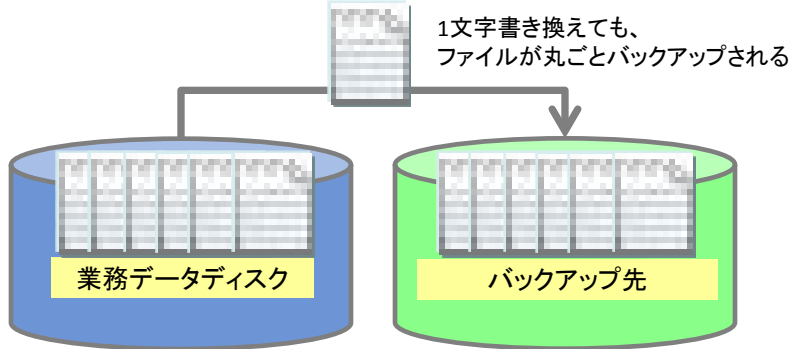 1文字書き換えても、
ファイルが丸ごとバックアップされる
業務データディスク
バックアップ先